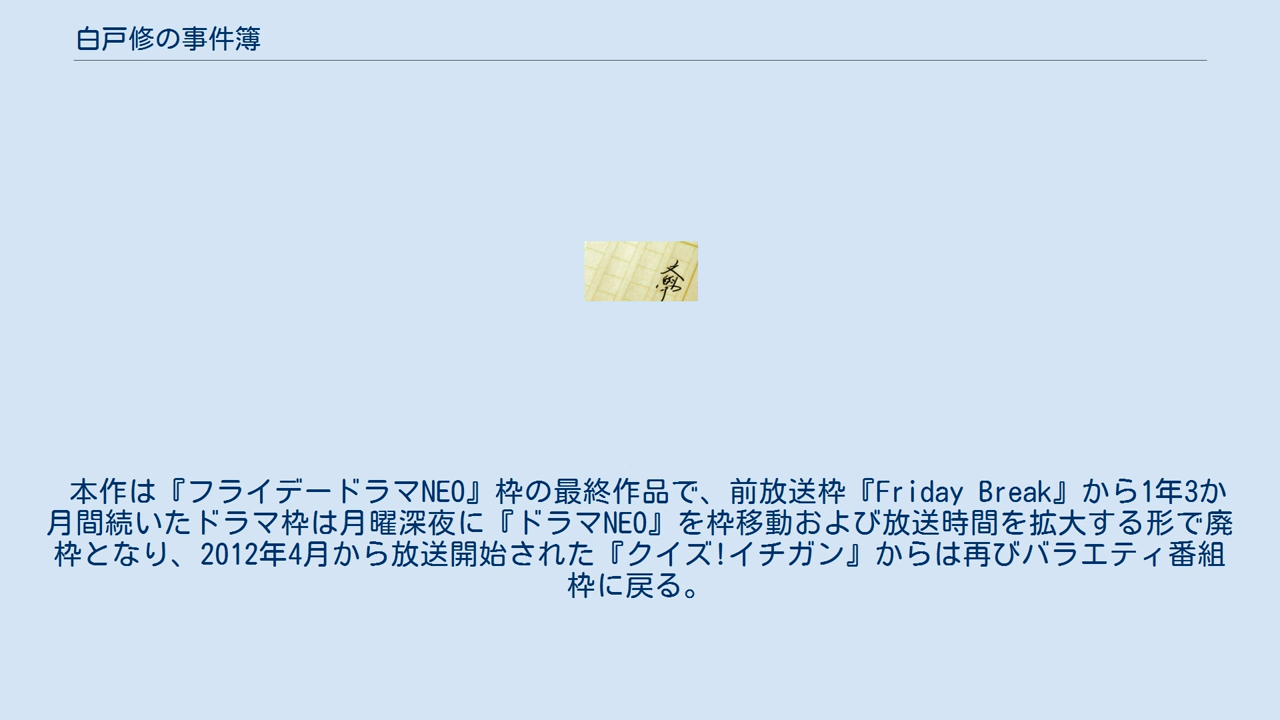 白戸修の事件簿
本作は『フライデードラマNEO』枠の最終作品で、前放送枠『Friday Break』から1年3か
月間続いたドラマ枠は月曜深夜に『ドラマNEO』を枠移動および放送時間を拡大する形で廃
枠となり、2012年4月から放送開始された『クイズ!イチガン』からは再びバラエティ番組
枠に戻る。